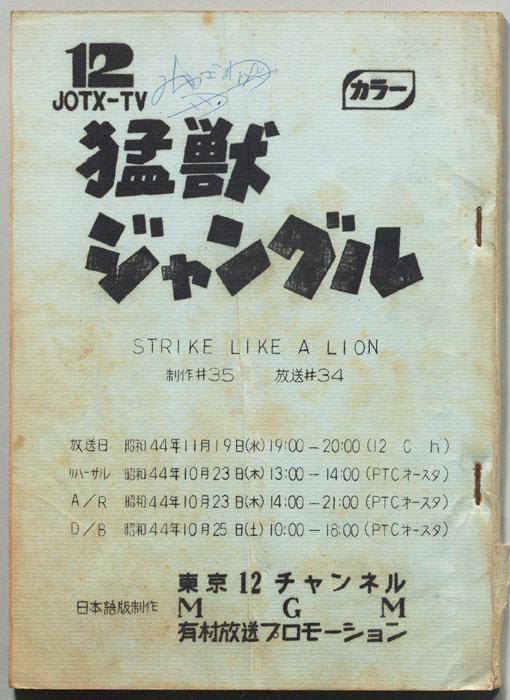 12
JOTX-TV
カラー
猛獣
ジャングル
STRIKE LIKE A LION
制作#35 放送#34
放送日 昭和44年11月19日(水)19:00-20:00(12 C h)
リハーサル 昭和44年10月23日(木)13:00-14:00(PTCオースタ)
A/R 昭和44年10月23日(木)14:00-21:00(PTCオースタ)
D/B 昭和44年10月25日(土)10:00-18:00(PTCオースタ)
東京12チャンネル
日本語版制作 M G M
有村放送プロモーション